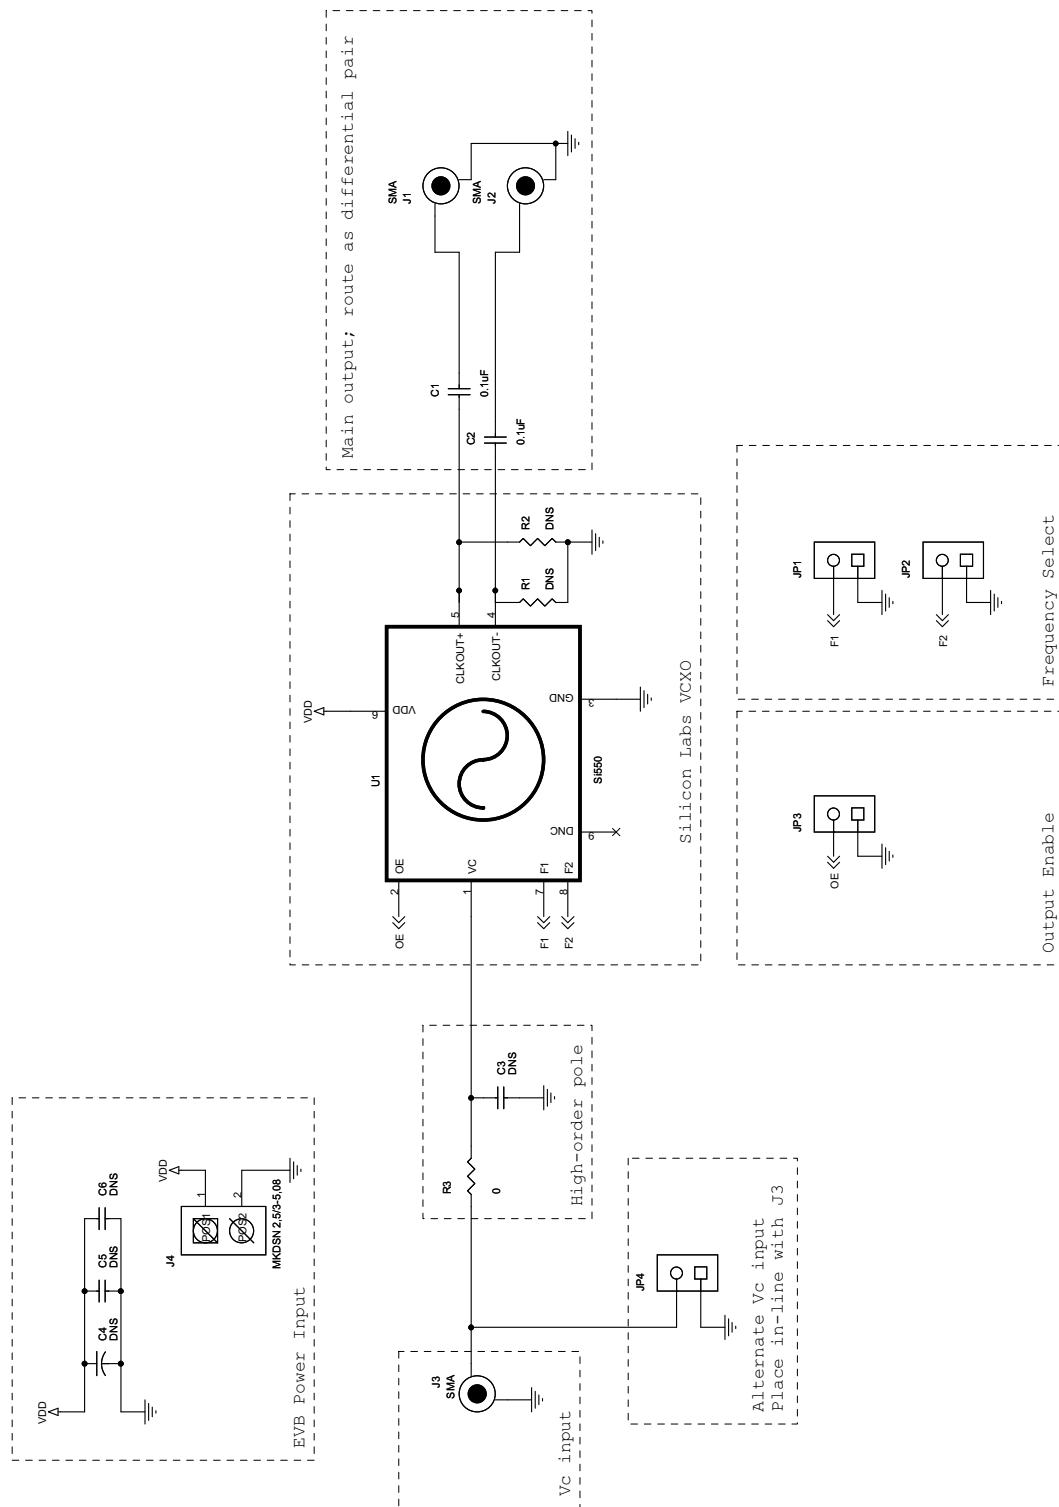 Main output; route as differential pair
SMA
J1
SMA
J2
C1
0.1uF
C2
0.1uF
R2
DNS
R1
DNS
5
4
CLKOUT+
CLKOUT-
VDD
6
VDD
U1
GND
3
Si550
DNC
9
OE
VC
F1
F2
2
1
7
8
OE
F1
F2
Silicon Labs VCXO
JP1
F1
JP2
F2
Frequency Select
JP3
OE
Output Enable
C3
DNS
R3
0
High-order pole
JP4
Alternate Vc input
Place in-line with J3
J3
SMA
Vc input
VDD
C4
DNS
C5
DNS
C6
DNS
VDD
1
2
POS1
POS2
J4
MKDSN 2,5/3-5,08
EVB Power Input